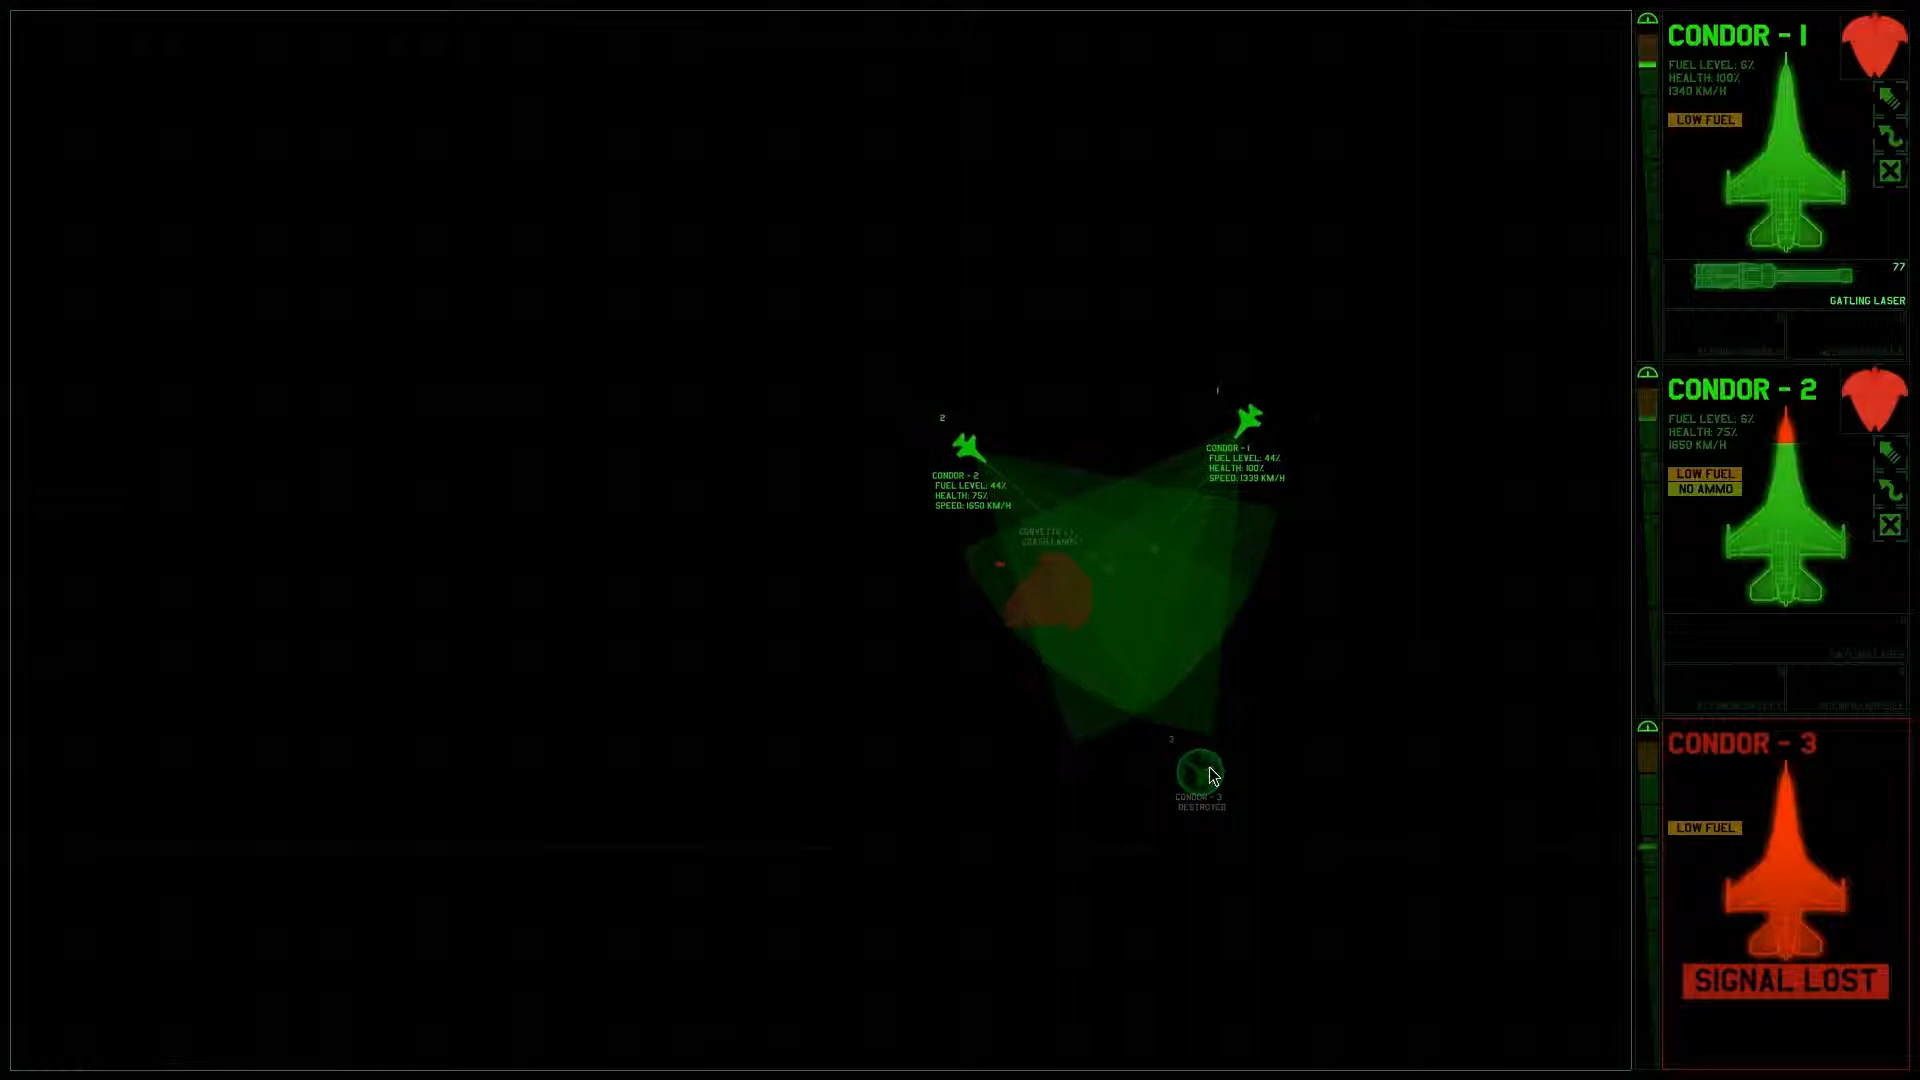 1
2
CONDOR - 1
FUEL LEVEL: 44%
HEALTH: 100%
SPEED: 1339 KM/H
CONDOR - 2
FUEL LEVEL: 44%
HEALTH: 75%
SPEED: 1650 KM/H
3
CONDOR - 3
DESTROYED
CONDOR - 1
FUEL LEVEL: 6%
HEALTH: 100%
1340 KM/H
LOW FUEL
77
GATLING LASER
CONDOR - 2
FUEL LEVEL: 6%
HEALTH: 75%
1650 KM/H
LOW FUEL
NO AMMO
CONDOR - 3
LOW FUEL
SIGNAL LOST